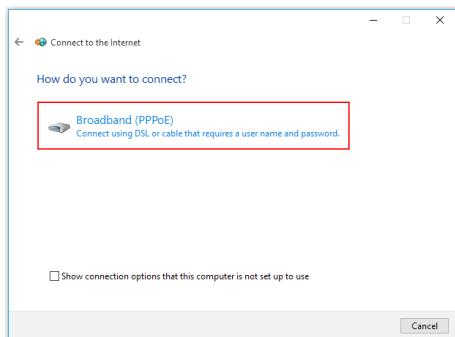 Connect to the Internet
How do you want to connect?
Broadband (PPPoE)
Connect using DSL or cable that requires a user name and password.
Show connection options that this computer is not set up to use
Cancel